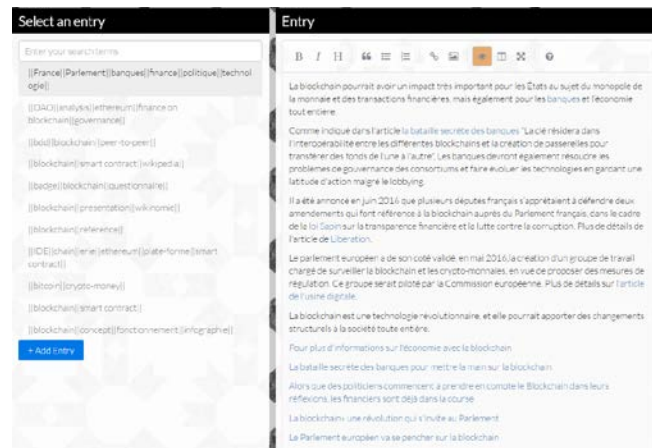 Select an entry
Enter your search terms
||France||Parlement||banques||finance||politique||technol
ogie||
||DAO||analysis||ethereum||finance on
blockchain||governance||
||bdd||blockchain||peer-to-peer||
||blockchain||smart contract||wikipedia||
||badge||blockchain||questionnaire||
||blockchain||presentation||wikinomie||
||blockchain||reference||
||IDE||chain||eris||ethereum||plate-forme||smart
contract||
||bitcoin||crypto-money||
||blockchain||smart contract||
||blockchain||concept||fonctionnement||infographie||
+ Add Entry
Entry
B I H
La blockchain pourrait avoir un impact très important pour les États au sujet du monopole de
la monnaie et des transactions financières, mais également pour les banques et l'économie
tout entière.
Comme indiqué dans l'article la bataille secrète des banques "La clé résidera dans
l'interopérabilité entre les différentes blockchains et la création de passerelles pour
transférer des fonds de l'une à l'autre", Les banques devront également résoudre les
problèmes de gouvernance des consortiums et faire évoluer les technologies en gardant une
latitude d'action malgré le lobbying.
Il a été annoncé en juin 2016 que plusieurs députés français s'apprêtaient à défendre deux
amendements qui font référence à la blockchain auprès du Parlement français, dans le cadre
de la loi Sapin sur la transparence financière et la lutte contre la corruption. Plus de détails de
l'article de Liberation.
Le parlement européen a de son coté validé, en mai 2016, la création d'un groupe de travail
chargé de surveiller la blockchain et les crypto-monnaies, en vue de proposer des mesures de
régulation. Ce groupe serait piloté par la Commission européenne. Plus de détails sur l'article
de l'usine digitale.
La blockchain est une technologie révolutionnaire, et elle pourrait apporter des changements
structurels à la société toute entière.
Pour plus d'informations sur l'économie avec la blockchain
La bataille secrète des banques pour mettre la main sur la blockchain
Alors que des politiciens commencent à prendre en compte le Blockchain dans leurs
réflexions, les financiers sont déjà dans la course
La blockchain: une révolution qui s'invite au Parlement
Le Parlement européen va se pencher sur la blockchain